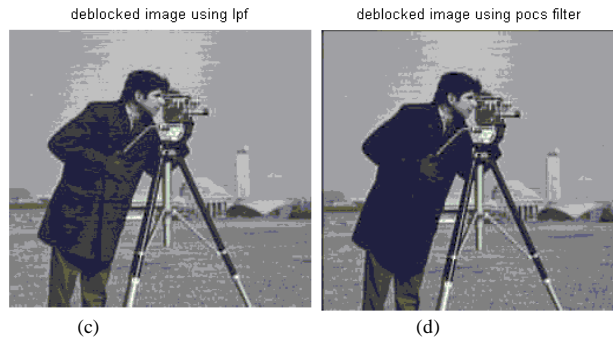 deblocked image using lpf
deblocked image using pocs filter
(c)
(d)